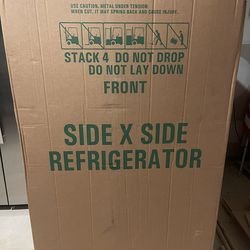 USE CAUTION, METAL UNDER TENSION
WHEN CUT, IT MAY SPRING BACK AND CAUSE INJURY.
STACK 4 DO NOT DROP
DO NOT LAY DOWN
FRONT
SIDE X SIDE
REFRIGERATOR